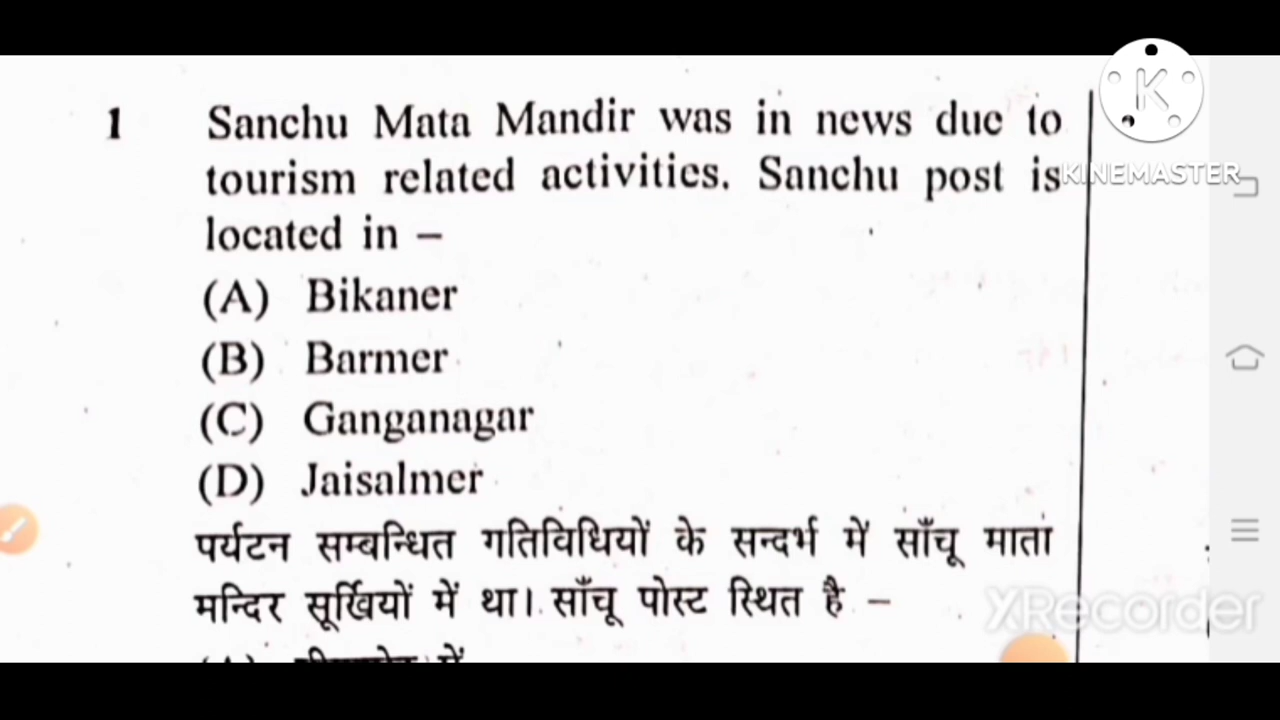 1 Sanchu Mata Mandir was in news due to
tourism related activities. Sanchu post is
located in –
(A) Bikaner
(B) Barmer
(C) Ganganagar
(D) Jaisalmer
पर्यटन सम्बन्धित गतिविधियों के सन्दर्भ में साँचू माता
मन्दिर सूर्खियों में था। साँचू पोस्ट स्थित है –
में
K
KINEMASTER
XRecorder